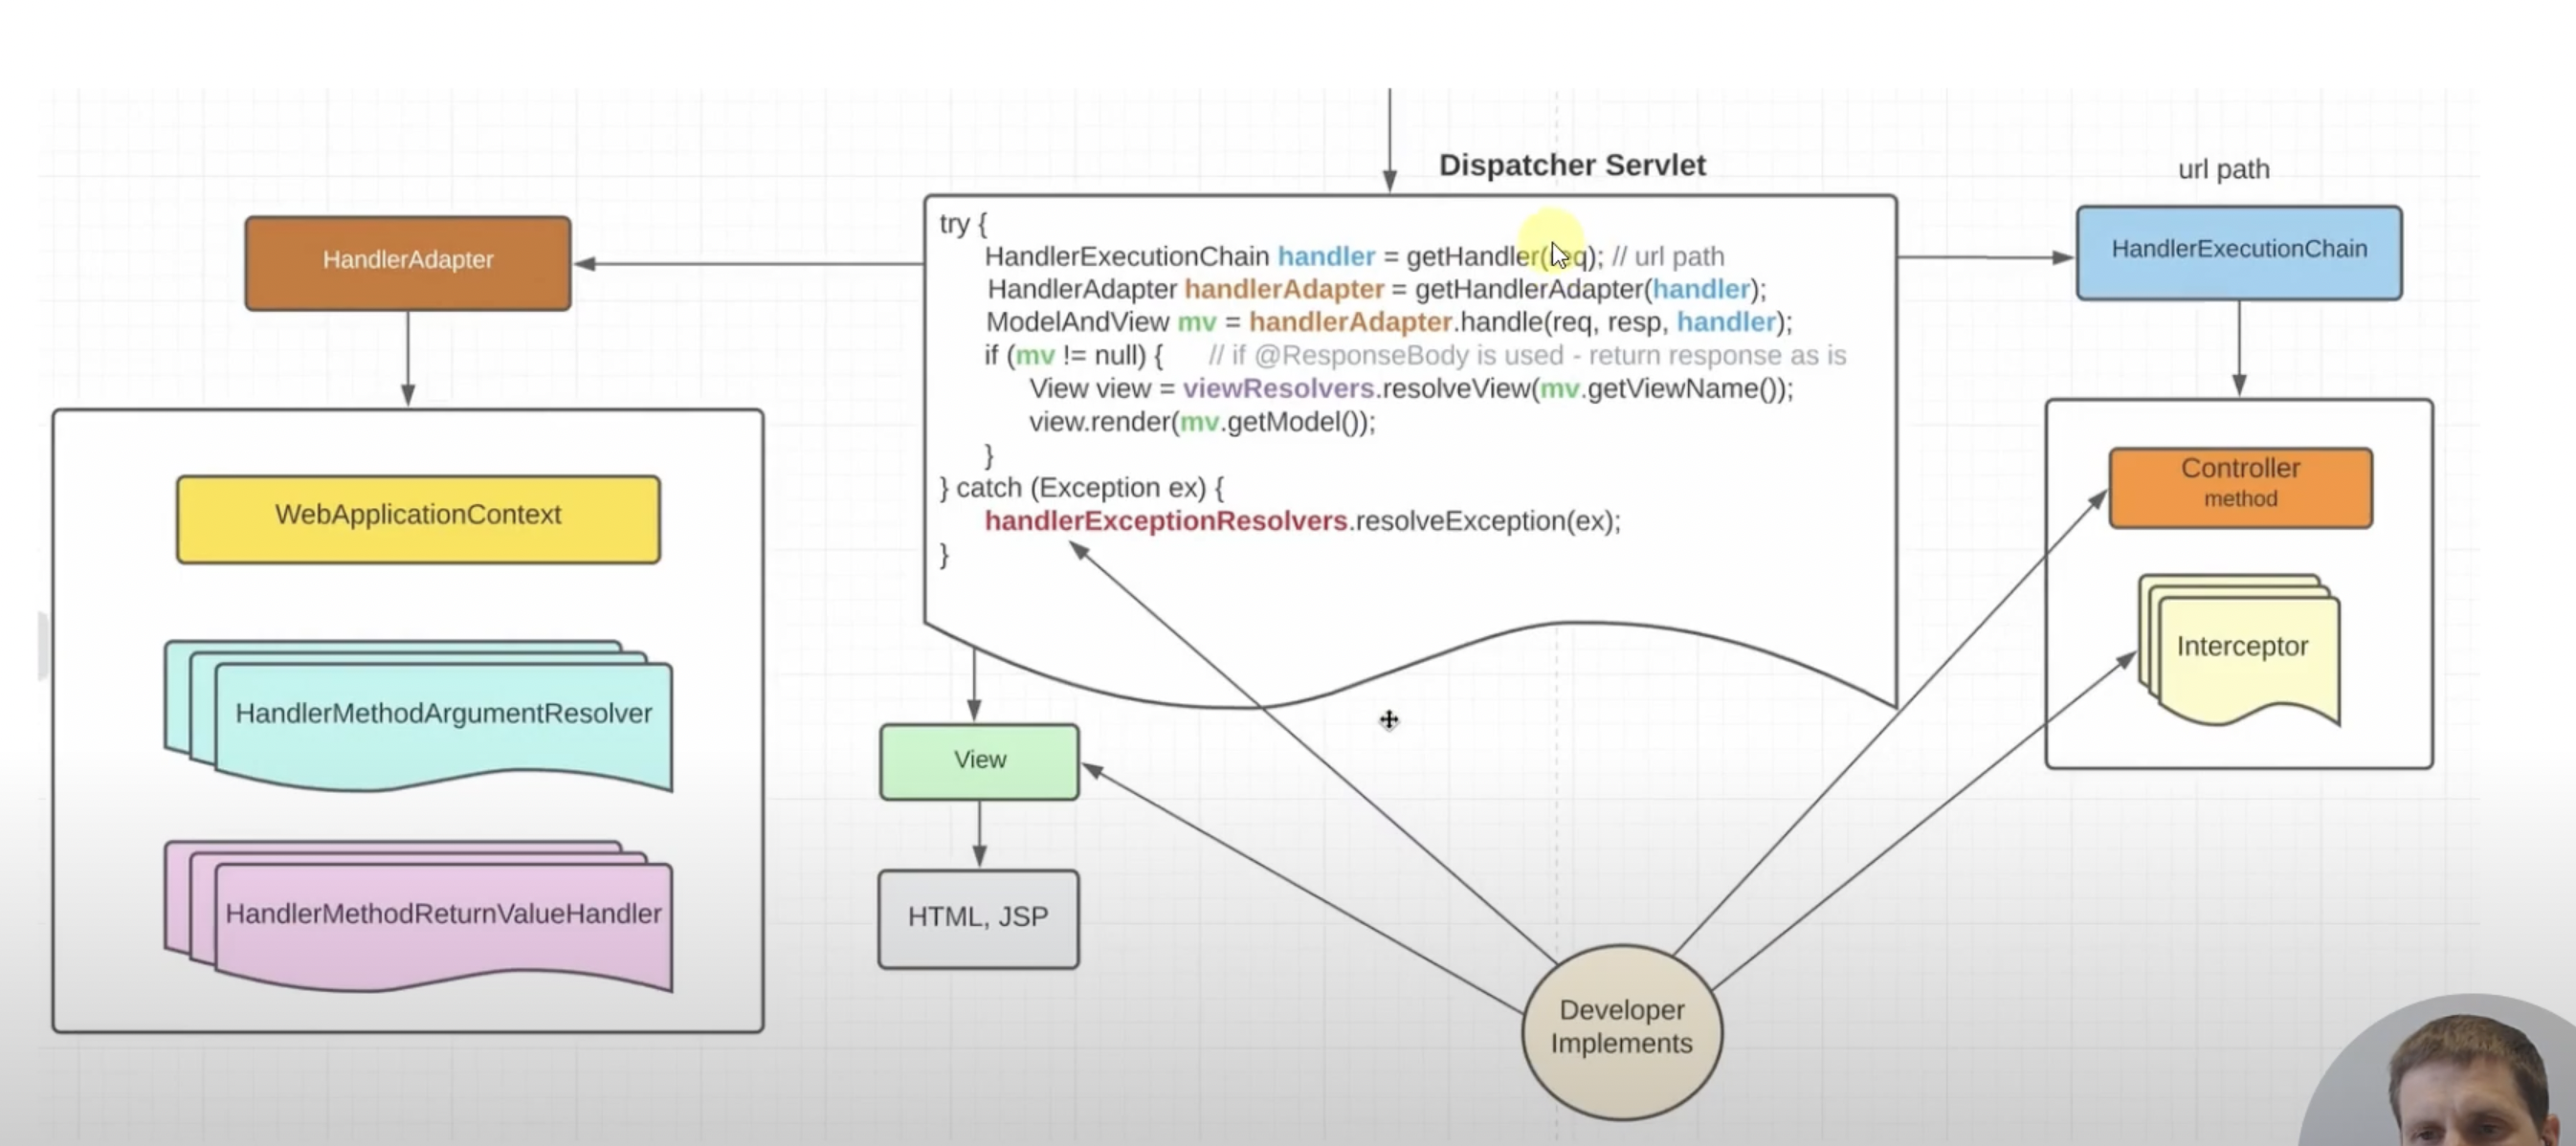 Dispatcher Servlet
url path
HandlerAdapter
try {
HandlerExecutionChain handler = getHandler(req); // url path
HandlerAdapter handlerAdapter = getHandlerAdapter(handler);
ModelAndView mv = handlerAdapter.handle(req, resp, handler);
if (mv != null) { // if @ResponseBody is used - return response as is
View view = viewResolvers.resolveView(mv.getViewName());
view.render(mv.getModel());
}
} catch (Exception ex) {
handlerExceptionResolvers.resolveException(ex);
}
HandlerExecutionChain
WebApplicationContext
HandlerMethodArgumentResolver
HandlerMethodReturnValueHandler
View
HTML, JSP
Controller
method
Interceptor
Developer
Implements